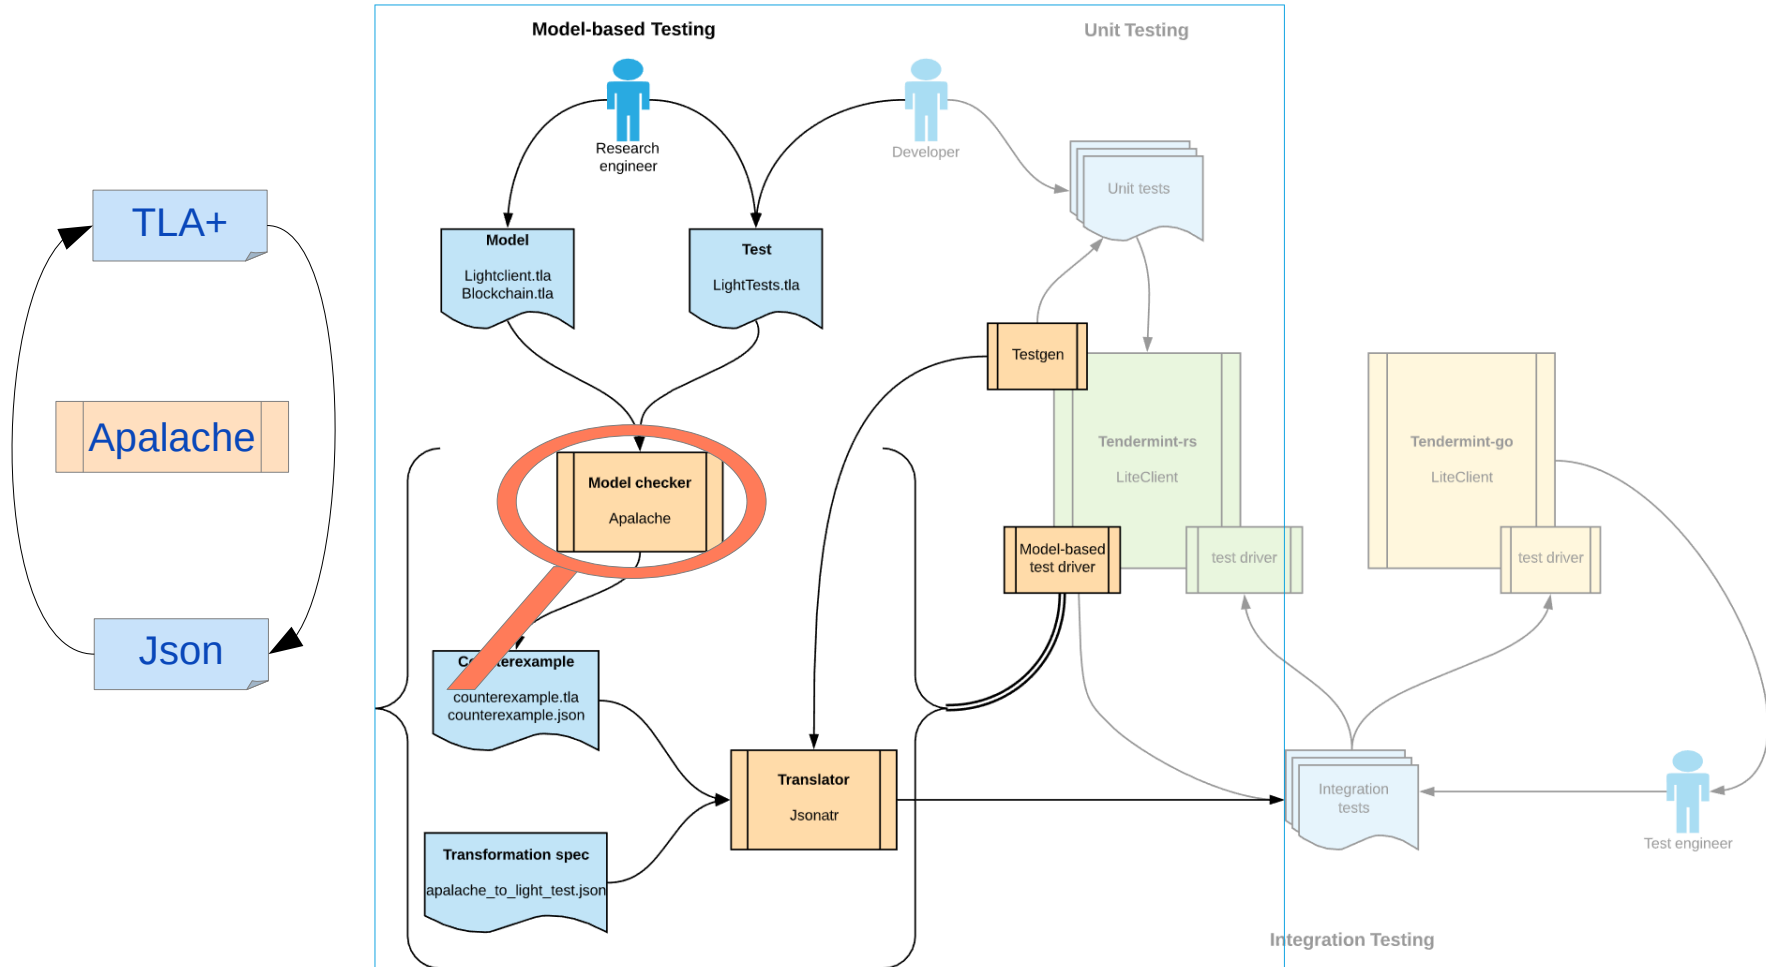 Model-based Testing
Unit Testing
Research
engineer
Developer
Unit tests
TLA+
Model
Lightclient.tla
Blockchain.tla
Test
LightTests.tla
Testgen
Apalache
Model checker
Apalache
Tendermint-rs
LiteClient
Tendermint-go
LiteClient
Model-based
test driver
test driver
test driver
Json
counterexample.tla
counterexample.json
Translator
Jsonatr
Integration
tests
Test engineer
Transformation spec
apalache_to_light_test.json
Integration Testing